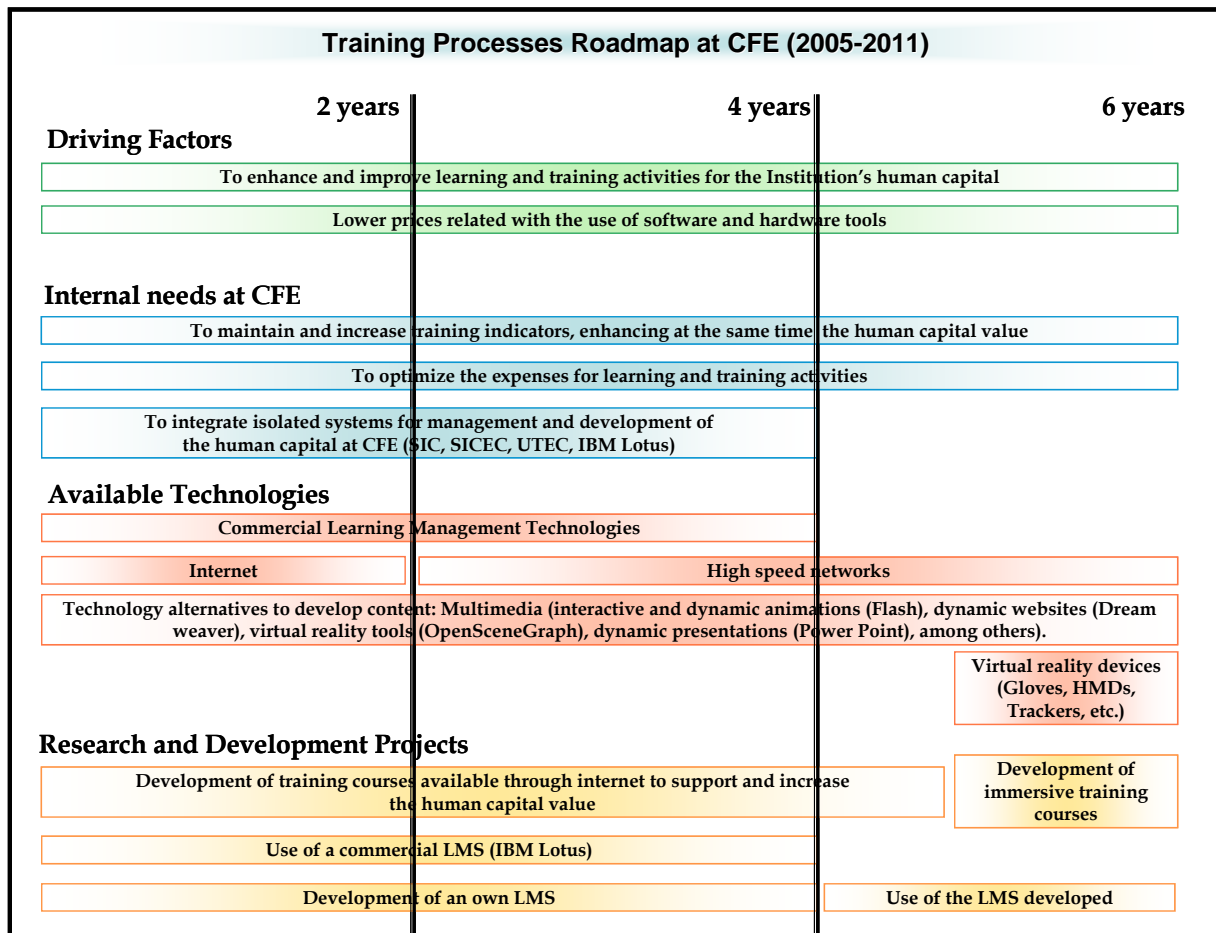 Training Processes Roadmap at CFE (2005-2011)
2 years
4 years
6 years
Driving Factors
To enhance and improve learning and training activities for the Institution's human capital
Lower prices related with the use of software and hardware tools
Internal needs at CFE
To maintain and increase training indicators, enhancing at the same time, the human capital value
To optimize the expenses for learning and training activities
To integrate isolated systems for management and development of
the human capital at CFE (SIC, SICEC, UTEC, IBM Lotus)
Available Technologies
Commercial Learning Management Technologies
Internet
High speed networks
Technology alternatives to develop content: Multimedia (interactive and dynamic animations (Flash), dynamic websites (Dream
weaver), virtual reality tools (OpenSceneGraph), dynamic presentations (Power Point), among others).
Virtual reality devices
(Gloves, HMDs,
Trackers, etc.)
Research and Development Projects
Development of training courses available through internet to support and increase
the human capital value
Development of
immersive training
courses
Use of a commercial LMS (IBM Lotus)
Development of an own LMS
Use of the LMS developed